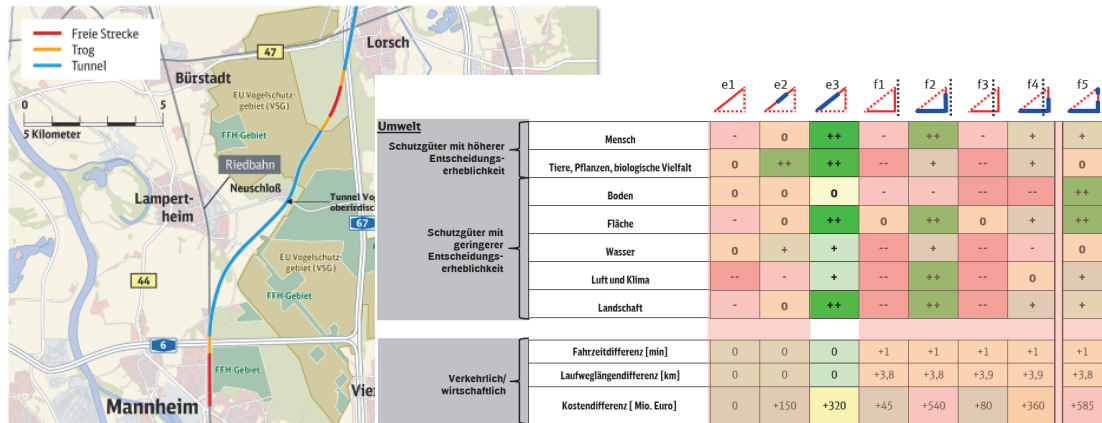 Freie Strecke
Trog
Tunnel
47
67
Lorsch
Bürstadt
0 5
5 Kilometer
EU Vogelschutz-
gebiet (VSG)
FFH-Gebiet
Riedbahn
Neuschloß
Lampert-
heim
67
EU Vogelschutz-
gebiet (VSG)
44
FFH-Gebiet
6
FFH-Gebiet
Mannheim
e1 e2 e3 f1 f2 f3 f4 f5
Umwelt
Schutzgüter mit höherer
Entscheidungs-
erheblichkeit
Mensch - 0 ++ - ++ - + +
Tiere, Pflanzen, biologische Vielfalt 0 ++ ++ -- + -- + 0
Schutzgüter mit
geringerer
Entscheidungs-
erheblichkeit
Boden 0 0 0 - - -- -- ++
Fläche - 0 ++ 0 ++ 0 + ++
Wasser 0 + + -- + -- - 0
Luft und Klima -- - + -- ++ -- 0 +
Landschaft - 0 ++ -- ++ -- + +
Verkehrlich/
wirtschaftlich
Fahrzeitdifferenz [min] 0 0 0 +1 +1 +1 +1 +1
Laufweglängendifferenz [km] 0 0 0 +3,8 +3,8 +3,9 +3,9 +3,8
Kostendifferenz [ Mio. Euro] 0 +150 +320 +45 +540 +80 +360 +585